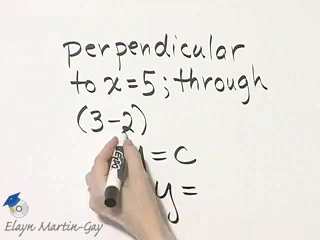 perpendicular
to x=5; through
(3-2)
= c
y =
Elayn Martin-Gay